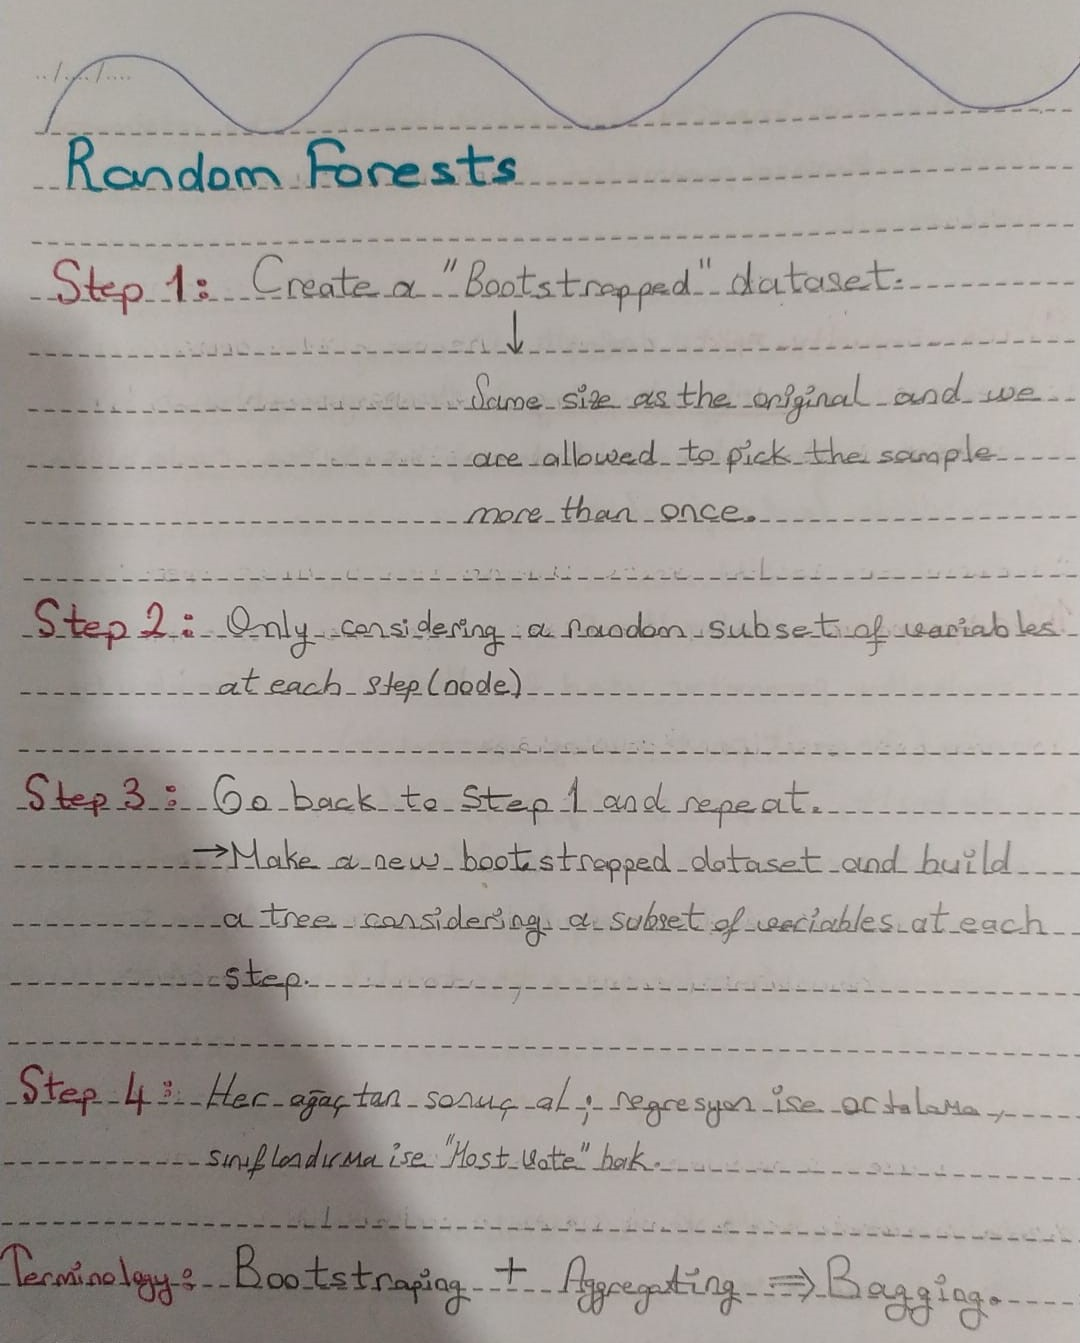 ../..../....
Random Forests
Step 1: Create a "Bootstrapped" dataset.
↓
Same size as the original and we
are allowed to pick the sample
more than once.
Step 2: Only considering a random subset of variables
at each step (node)
Step 3: Go back to Step 1 and repeat.
→ Make a new bootstrapped dataset and build
a tree considering a subset of variables at each
step.
Step 4: Her ağaçtan sonuç al; regresyon ise ortalama,
sınıflandırma ise "Most Vote" bak.
Terminology: Bootstraping + Aggregating ⇒ Bagging.